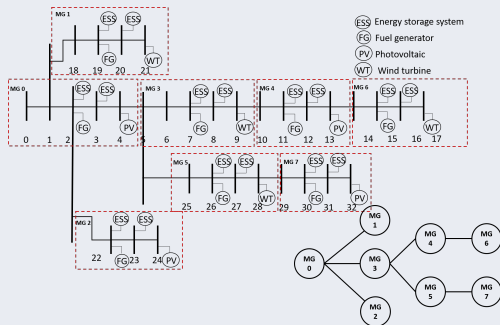 MG 1
ESS ESS
FG WT
18 19 20 21
ESS Energy storage system
FG Fuel generator
PV Photovoltaic
WT Wind turbine
MG 0
ESS ESS
FG PV
0 1 2 3 4
MG 3
ESS ESS
FG WT
5 6 7 8 9
MG 4
ESS ESS
FG PV
10 11 12 13
MG 6
ESS ESS
FG WT
14 15 16 17
MG 5
ESS ESS
FG WT
25 26 27 28
MG 7
ESS ESS
FG PV
29 30 31 32
MG 2
ESS ESS
FG PV
22 23 24
MG
0
MG
1
MG
3
MG
2
MG
4
MG
5
MG
6
MG
7